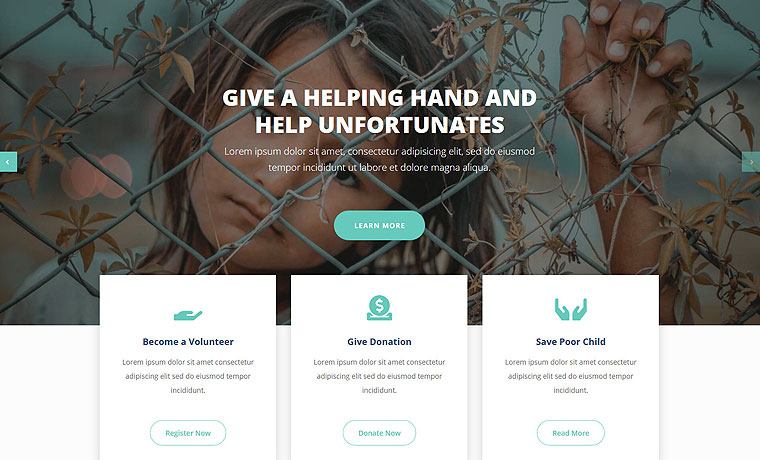 GIVE A HELPING HAND AND
HELP UNFORTUNATES
Lorem ipsum dolor sit amet, consectetur adipisicing elit, sed do eiusmod
tempor incididunt ut labore et dolore magna aliqua.
LEARN MORE
Become a Volunteer
Lorem ipsum dolor sit amet consectetur
adipiscing elit sed do eiusmod tempor
incididunt.
Register Now
$
Give Donation
Lorem ipsum dolor sit amet consectetur
adipiscing elit sed do eiusmod tempor
incididunt.
Donate Now
Save Poor Child
Lorem ipsum dolor sit amet consectetur
adipiscing elit sed do eiusmod tempor
incididunt.
Read More